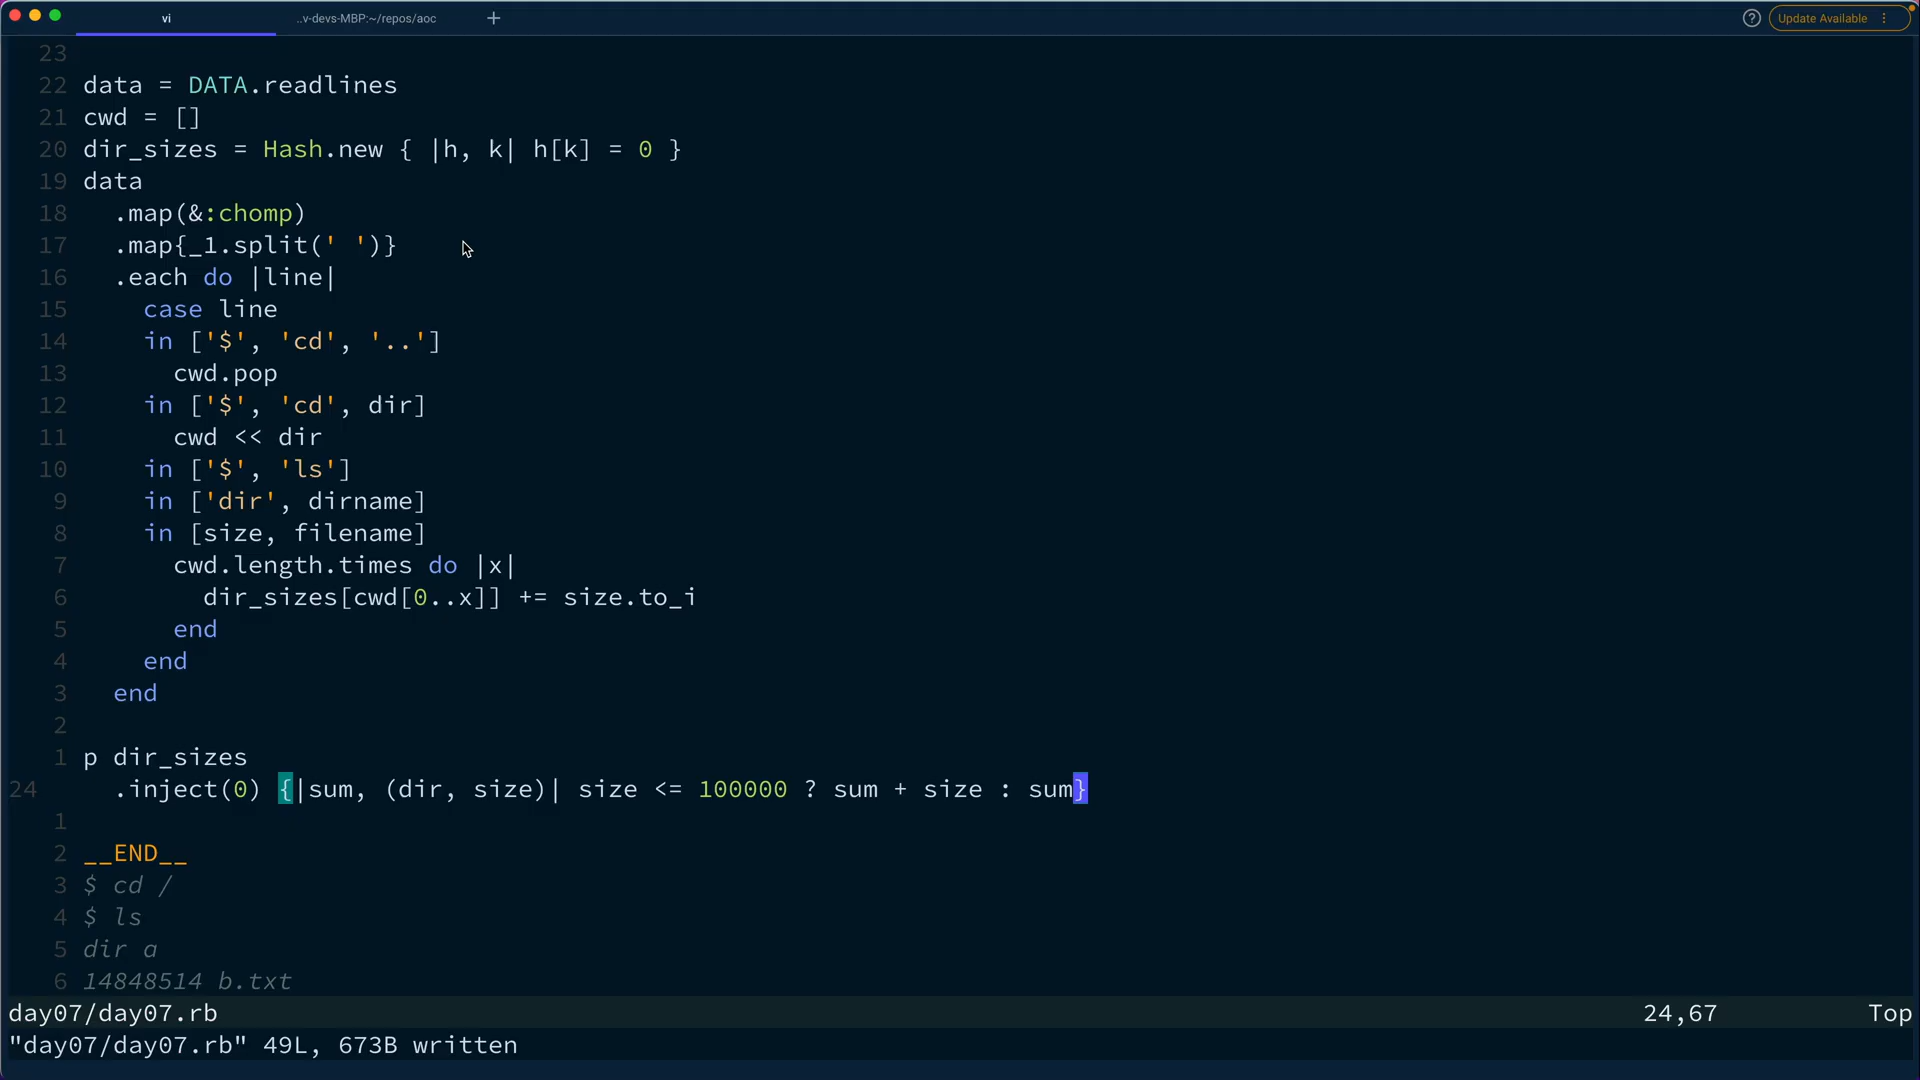 vi
..v-devs-MBP:~/repos/aoc
+
?
Update Available
23
22 data = DATA.readlines
21 cwd = []
20 dir_sizes = Hash.new { |h, k| h[k] = 0 }
19 data
18   .map(&:chomp)
17   .map{_1.split(' ')}
16   .each do |line|
15     case line
14     in ['$', 'cd', '..']
13       cwd.pop
12     in ['$', 'cd', dir]
11       cwd << dir
10     in ['$', 'ls']
9     in ['dir', dirname]
8     in [size, filename]
7       cwd.length.times do |x|
6         dir_sizes[cwd[0..x]] += size.to_i
5       end
4     end
3   end
2
1 p dir_sizes
24   .inject(0) {|sum, (dir, size)| size <= 100000 ? sum + size : sum}
1
2 __END__
3 $ cd /
4 $ ls
5 dir a
6 14848514 b.txt
day07/day07.rb 24,67 Top
"day07/day07.rb" 49L, 673B written